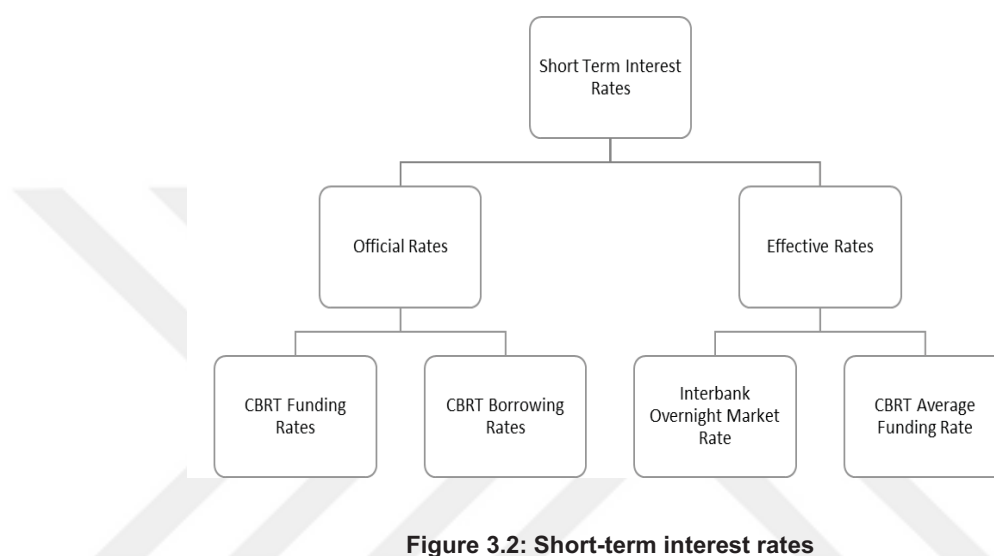 Short Term Interest
Rates
Official Rates
Effective Rates
CBRT Funding
Rates
CBRT Borrowing
Rates
Interbank
Overnight Market
Rate
CBRT Average
Funding Rate
Figure 3.2: Short-term interest rates